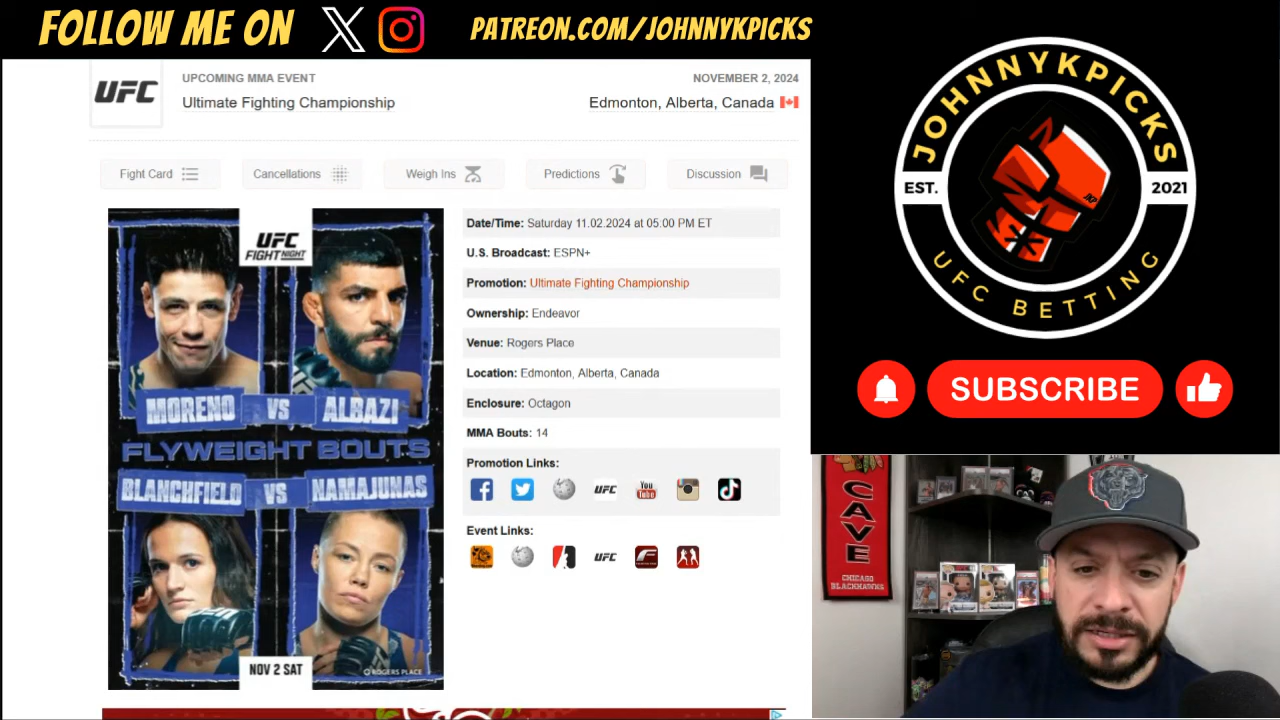 FOLLOW ME ON
PATREON.COM/JOHNNYKPICKS
UFC
UPCOMING MMA EVENT
NOVEMBER 2, 2024
Ultimate Fighting Championship
Edmonton, Alberta, Canada
Fight Card
Cancellations
Weigh Ins
Predictions
Discussion
UFC
FIGHT NIGHT
MORENO VS ALBAZI
FLYWEIGHT BOUTS
BLANCHFIELD VS NAMAJUNAS
NOV 2 SAT
ROGERS PLACE
Date/Time: Saturday 11.02.2024 at 05:00 PM ET
U.S. Broadcast: ESPN+
Promotion: Ultimate Fighting Championship
Ownership: Endeavor
Venue: Rogers Place
Location: Edmonton, Alberta, Canada
Enclosure: Octagon
MMA Bouts: 14
Promotion Links:
UFC
You
Tube
Event Links:
UFC
JOHNNYKPICKS
EST.
2021
JKP
UFC BETTING
SUBSCRIBE
CAVE
CHICAGO
BLACKHAWKS